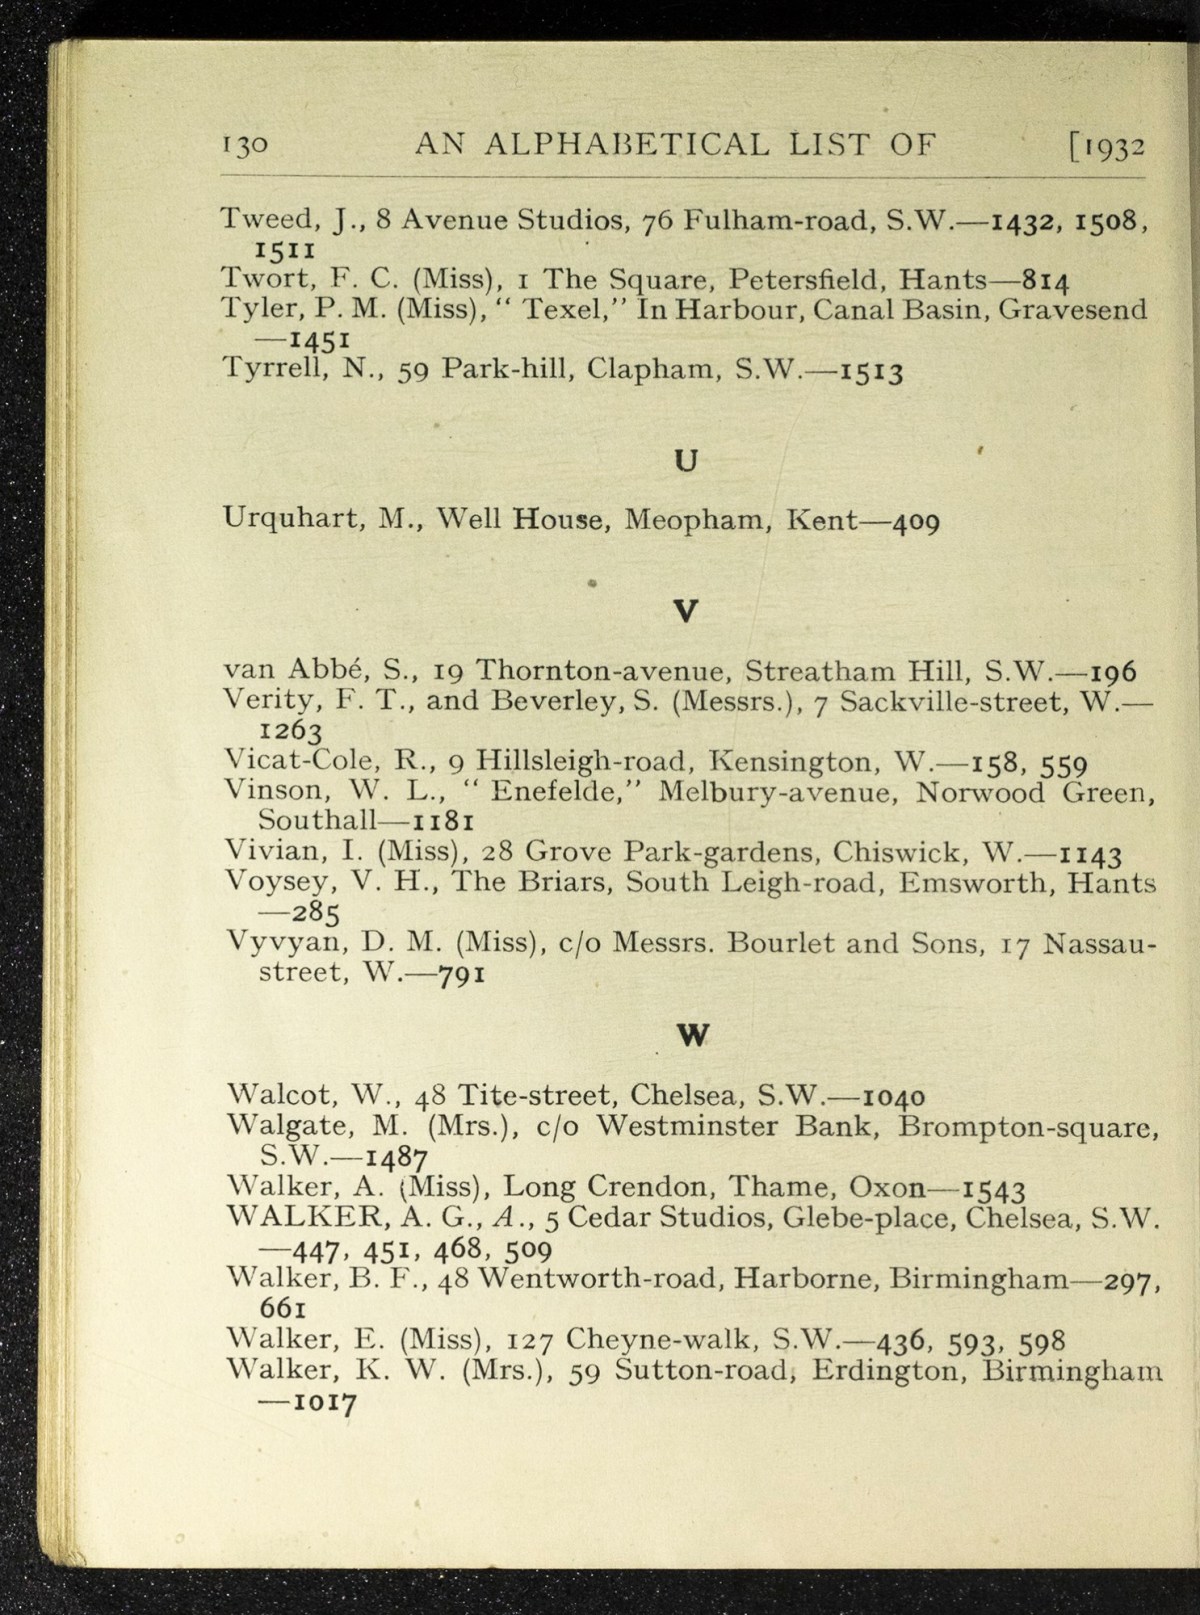 130 AN ALPHABETICAL LIST OF [1932
Tweed, J., 8 Avenue Studios, 76 Fulham-road, S.W.—1432, 1508,
1511
Twort, F. C. (Miss), 1 The Square, Petersfield, Hants—814
Tyler, P. M. (Miss), “ Texel,” In Harbour, Canal Basin, Gravesend
—1451
Tyrrell, N., 59 Park-hill, Clapham, S.W.—1513
U
Urquhart, M., Well House, Meopham, Kent—409
V
van Abbé, S., 19 Thornton-avenue, Streatham Hill, S.W.—196
Verity, F. T., and Beverley, S. (Messrs.), 7 Sackville-street, W.—
1263
Vicat-Cole, R., 9 Hillsleigh-road, Kensington, W.—158, 559
Vinson, W. L., “ Enefelde,” Melbury-avenue, Norwood Green,
Southall—1181
Vivian, I. (Miss), 28 Grove Park-gardens, Chiswick, W.—1143
Voysey, V. H., The Briars, South Leigh-road, Emsworth, Hants
—285
Vyvyan, D. M. (Miss), c/o Messrs. Bourlet and Sons, 17 Nassau-
street, W.—791
W
Walcot, W., 48 Tite-street, Chelsea, S.W.—1040
Walgate, M. (Mrs.), c/o Westminster Bank, Brompton-square,
S.W.—1487
Walker, A. (Miss), Long Crendon, Thame, Oxon—1543
WALKER, A. G., A., 5 Cedar Studios, Glebe-place, Chelsea, S.W.
—447, 451, 468, 509
Walker, B. F., 48 Wentworth-road, Harborne, Birmingham—297,
661
Walker, E. (Miss), 127 Cheyne-walk, S.W.—436, 593, 598
Walker, K. W. (Mrs.), 59 Sutton-road, Erdington, Birmingham
—1017